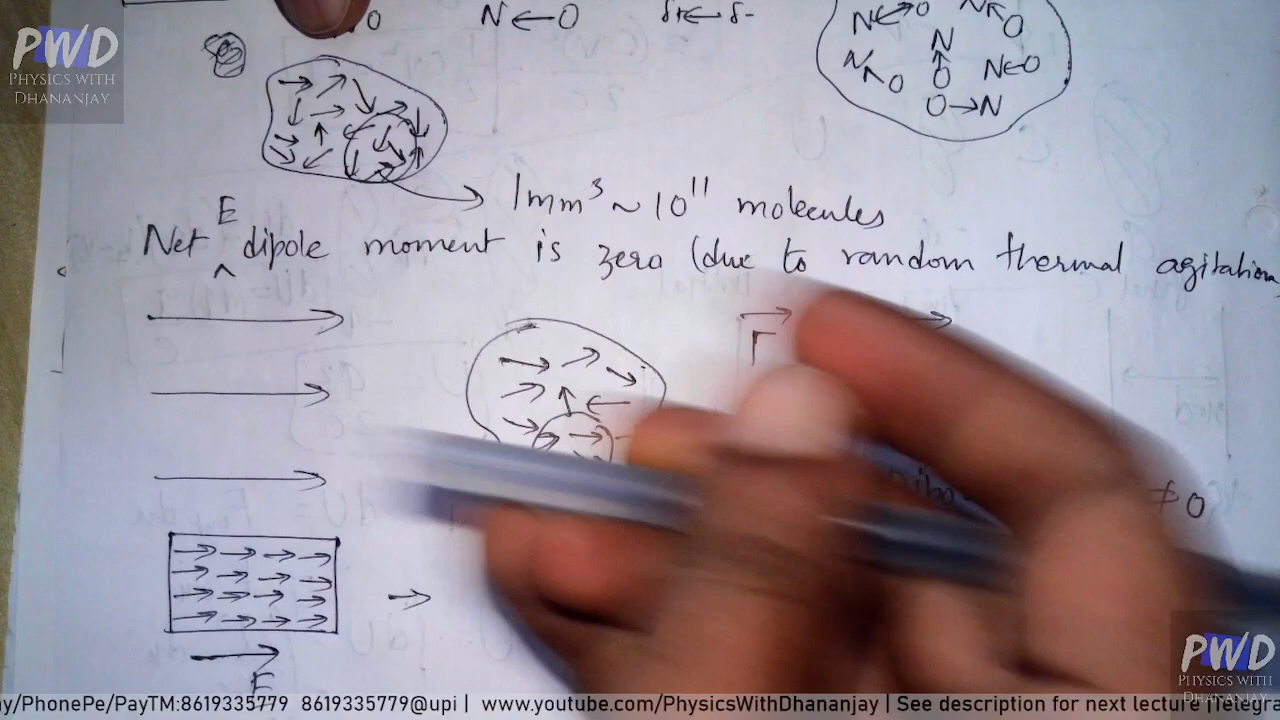 PWD
PHYSICS WITH
DHANANJAY
O
N←O
δ+←δ-
N←O
N
O
N
O
N
O
N←O
O→N
1mm³ ~ 10¹¹ molecules
E
Net ^ dipole moment is zero (due to random thermal agitation
≠ 0
E
PWD
PHYSICS WITH
DHANANJAY
/PhonePe/PayTM:8619335779 8619335779@upi | www.youtube.com/PhysicsWithDhananjay | See description for next lecture